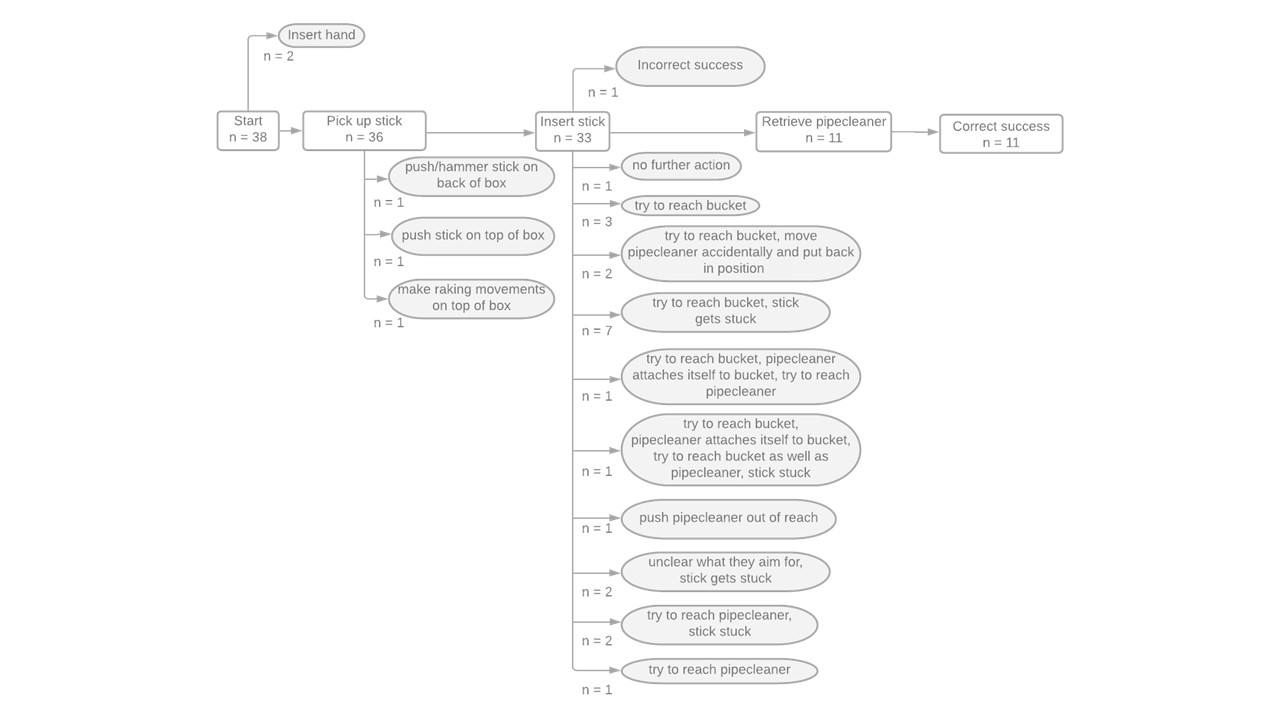 Insert hand
n = 2
Incorrect success
n = 1
Start
n = 38
Pick up stick
n = 36
Insert stick
n = 33
Retrieve pipecleaner
n = 11
Correct success
n = 11
push/hammer stick on
back of box
n = 1
push stick on top of box
n = 1
make raking movements
on top of box
n = 1
no further action
n = 1
try to reach bucket
n = 3
try to reach bucket, move
pipecleaner accidentally and put back
in position
n = 2
try to reach bucket, stick
gets stuck
n = 7
try to reach bucket, pipecleaner
attaches itself to bucket, try to reach
pipecleaner
n = 1
try to reach bucket,
pipecleaner attaches itself to bucket,
try to reach bucket as well as
pipecleaner, stick stuck
n = 1
push pipecleaner out of reach
n = 1
unclear what they aim for,
stick gets stuck
n = 2
try to reach pipecleaner,
stick stuck
n = 2
try to reach pipecleaner
n = 1